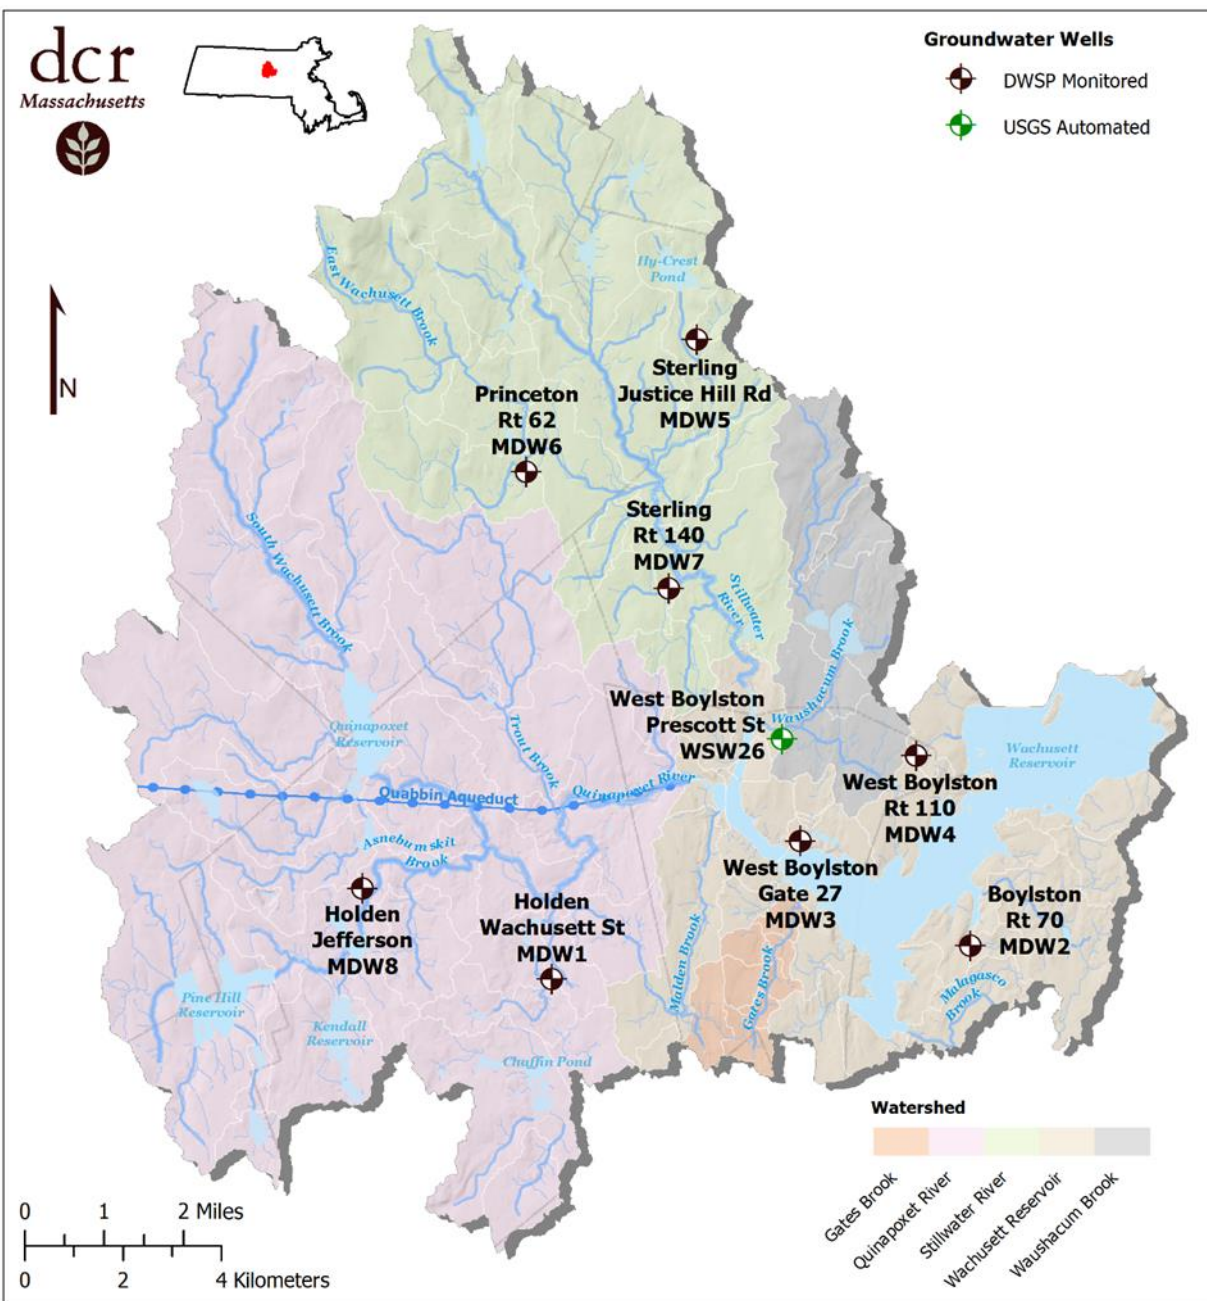 dcr
Massachusetts
Groundwater Wells
DWSP Monitored
USGS Automated
N
East Wachusett Brook
Hy-Crest
Pond
Sterling
Justice Hill Rd
MDW5
Princeton
Rt 62
MDW6
Sterling
Rt 140
MDW7
Stillwater
River
South Wachusett Brook
Waushacum Brook
West Boylston
Prescott St
WSW26
Quinapoxet
Reservoir
Trout Brook
Quinapoxet River
Quabbin Aqueduct
Wachusett
Reservoir
West Boylston
Rt 110
MDW4
Asnebumskit
Brook
West Boylston
Gate 27
MDW3
Holden
Jefferson
MDW8
Holden
Wachusett St
MDW1
Boylston
Rt 70
MDW2
Malden Brook
Gates Brook
Malagasco
Brook
Pine Hill
Reservoir
Kendall
Reservoir
Chaffin Pond
Watershed
Gates Brook
Quinapoxet River
Stillwater River
Wachusett Reservoir
Waushacum Brook
0 1 2 Miles
0 2 4 Kilometers